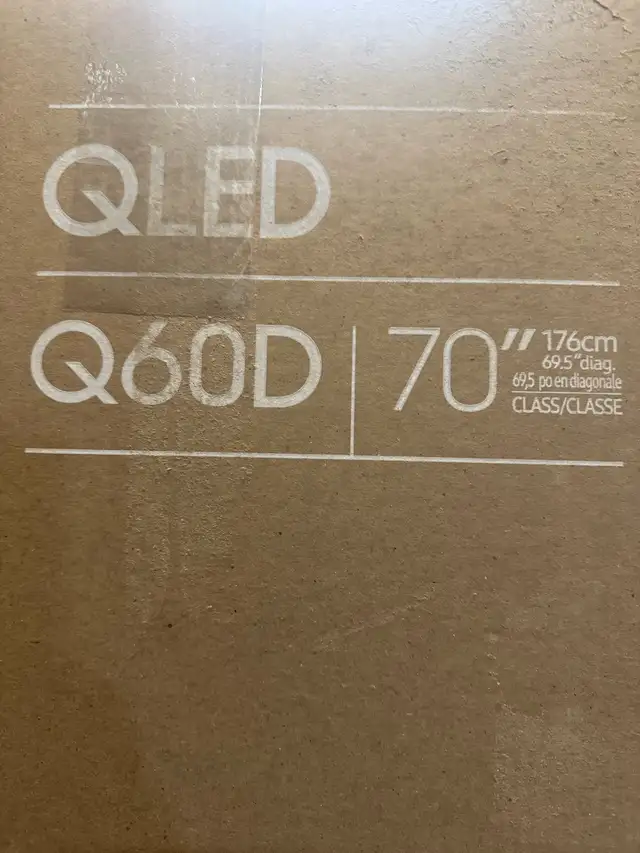 QLED
Q60D
70"
176cm
69.5"diag.
69,5 po en diagonale
CLASS/CLASSE